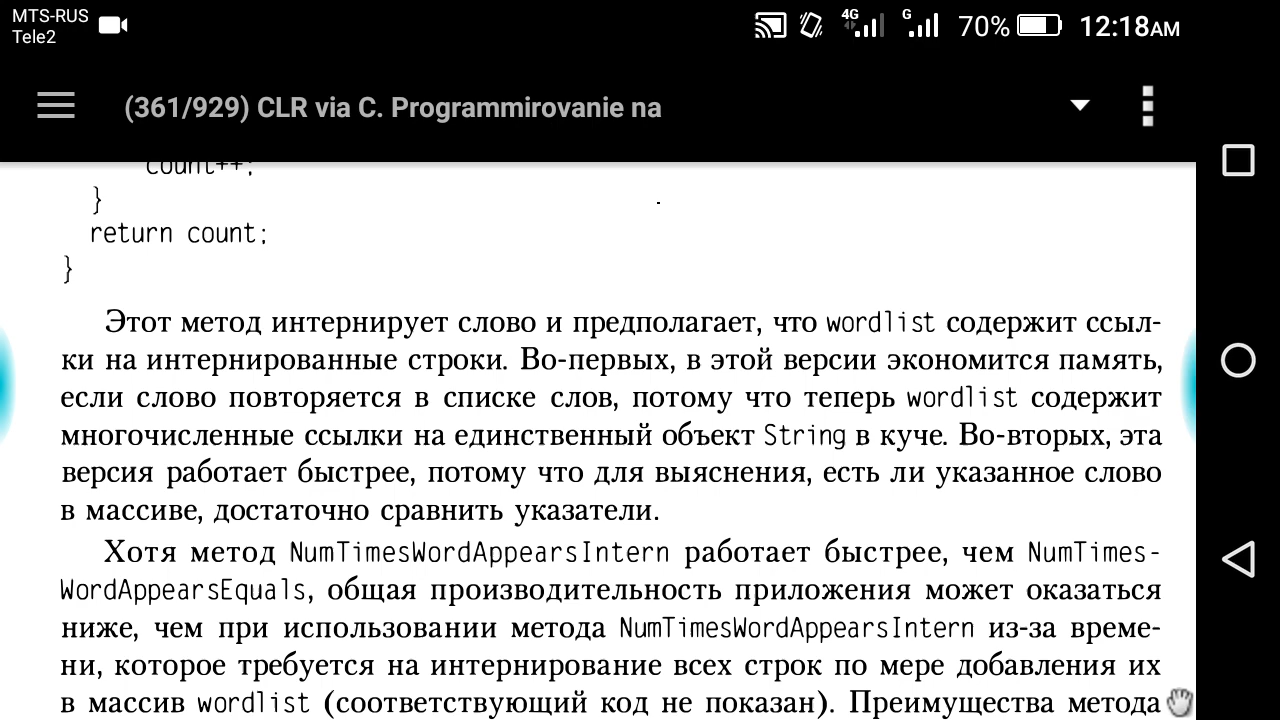 MTS-RUS
Tele2
4G
G
70%
12:18AM
(361/929) CLR via C. Programmirovanie na
count++;
}
return count;
}
Этот метод интернирует слово и предполагает, что wordlist содержит ссыл-
ки на интернированные строки. Во-первых, в этой версии экономится память,
если слово повторяется в списке слов, потому что теперь wordlist содержит
многочисленные ссылки на единственный объект String в куче. Во-вторых, эта
версия работает быстрее, потому что для выяснения, есть ли указанное слово
в массиве, достаточно сравнить указатели.
Хотя метод NumTimesWordAppearsIntern работает быстрее, чем NumTimes-
WordAppearsEquals, общая производительность приложения может оказаться
ниже, чем при использовании метода NumTimesWordAppearsIntern из-за време-
ни, которое требуется на интернирование всех строк по мере добавления их
в массив wordlist (соответствующий код не показан). Преимущества метода